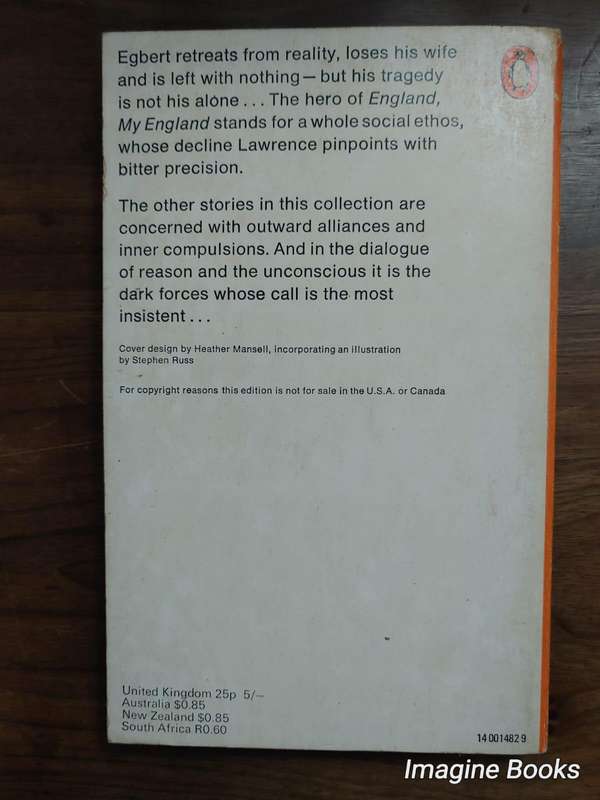 Egbert retreats from reality, loses his wife
and is left with nothing — but his tragedy
is not his alone . . . The hero of England,
My England stands for a whole social ethos,
whose decline Lawrence pinpoints with
bitter precision.
The other stories in this collection are
concerned with outward alliances and
inner compulsions. And in the dialogue
of reason and the unconscious it is the
dark forces whose call is the most
insistent . . .
Cover design by Heather Mansell, incorporating an illustration
by Stephen Russ
For copyright reasons this edition is not for sale in the U.S.A. or Canada
United Kingdom 25p 5/–
Australia $0.85
New Zealand $0.85
South Africa R0.60
14 001482 9
Imagine Books